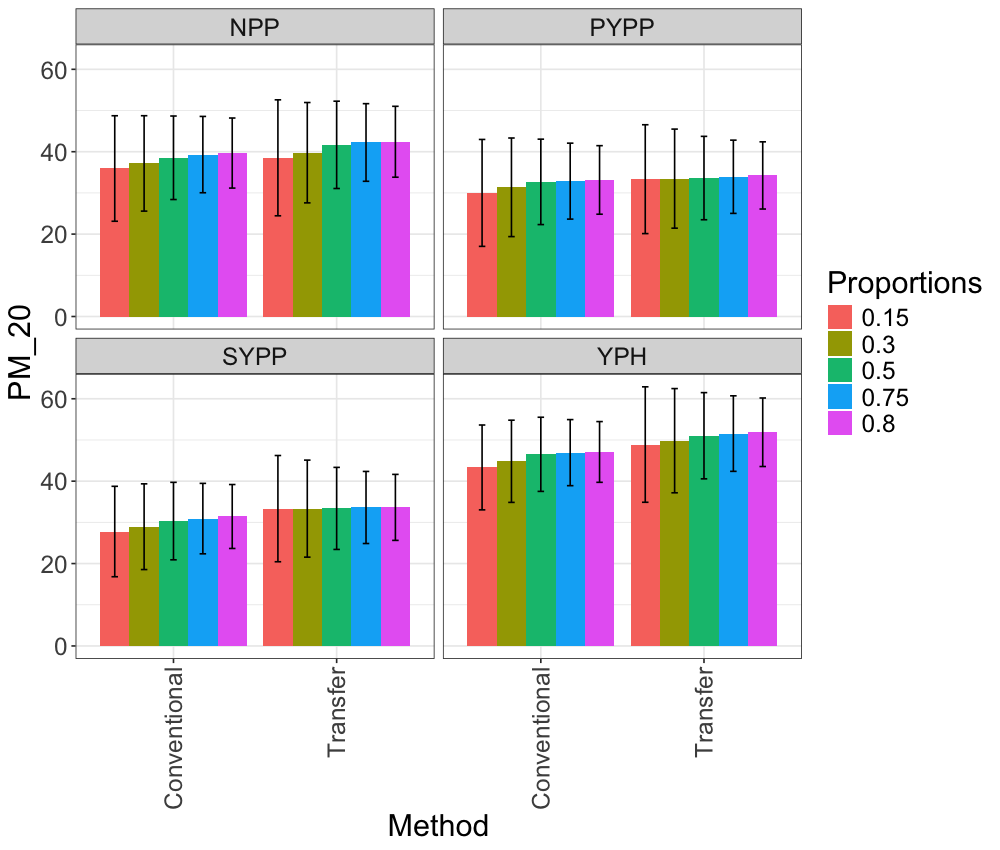 NPP
PYPP
60
40
20
0
SYPP
YPH
60
40
20
0
PM_20
Conventional
Transfer
Conventional
Transfer
Method
Proportions
0.15
0.3
0.5
0.75
0.8